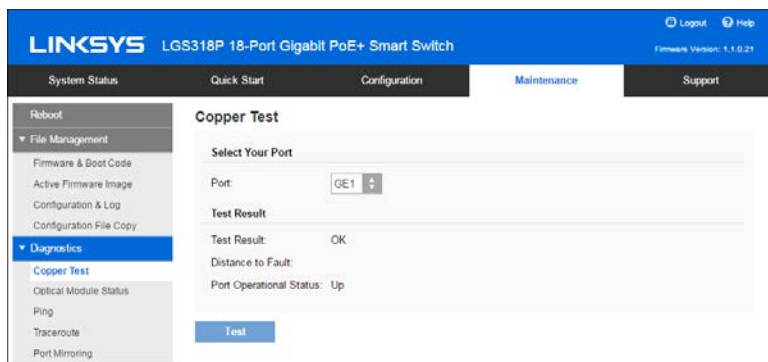 Logout Help
LINKSYS LGS318P 18-Port Gigabit PoE+ Smart Switch
Firmware Version: 1.1.0.21
System Status Quick Start Configuration Maintenance Support
Reboot
File Management
Firmware & Boot Code
Active Firmware Image
Configuration & Log
Configuration File Copy
Diagnostics
Copper Test
Optical Module Status
Ping
Traceroute
Port Mirroring
Copper Test
Select Your Port
Port: GE1
Test Result
Test Result: OK
Distance to Fault:
Port Operational Status: Up
Test